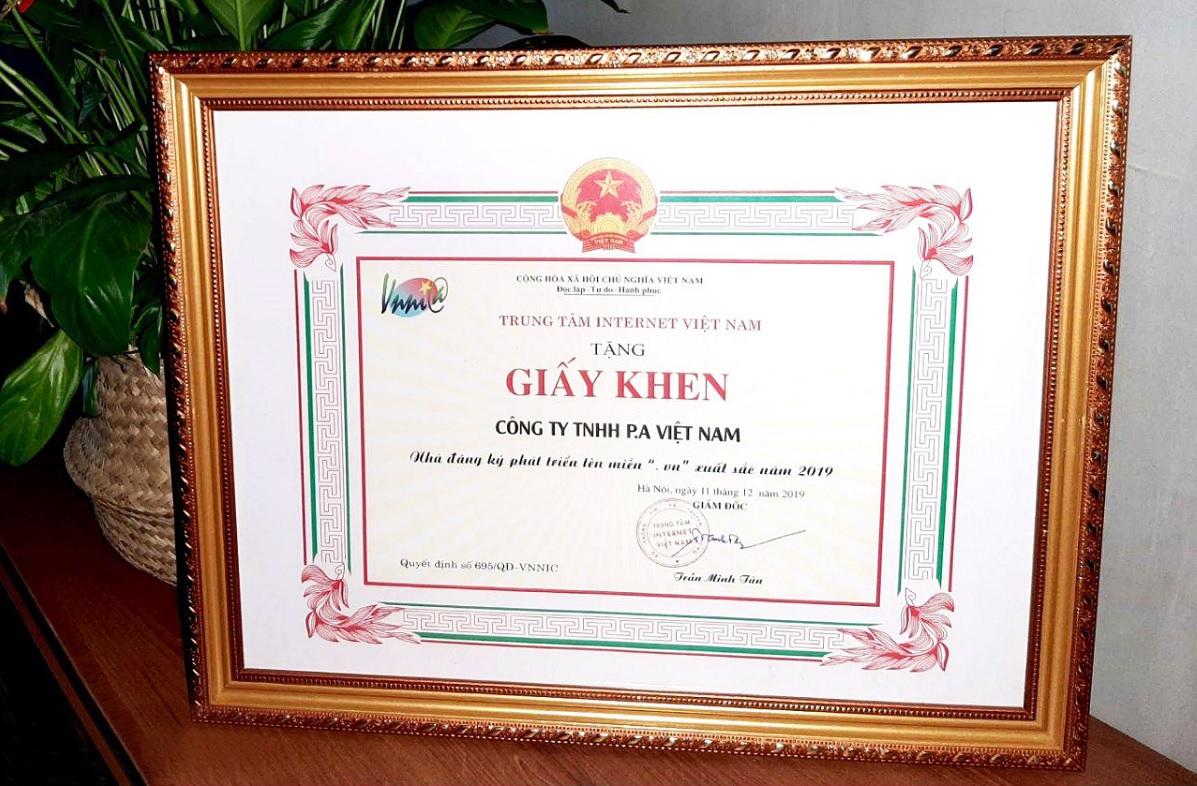 VIỆT NAM
Vnni@
CỘNG HÒA XÃ HỘI CHỦ NGHĨA VIỆT NAM
Độc lập - Tự do - Hạnh phúc
TRUNG TÂM INTERNET VIỆT NAM
TẶNG
GIẤY KHEN
CÔNG TY TNHH P.A VIỆT NAM
Nhà đăng ký phát triển tên miền ". vn" xuất sắc năm 2019
Hà Nội, ngày 11 tháng 12 năm 2019
GIÁM ĐỐC
TRUNG TÂM
INTERNET
VIỆT NAM
Quyết định số 695/QĐ-VNNIC
Trần Minh Tân